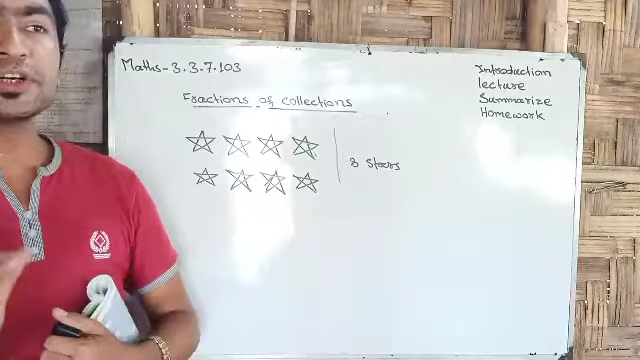 Maths-3.3.7.103
Introduction
lecture
Summarize
Homework
Fractions of collections
8 Stars